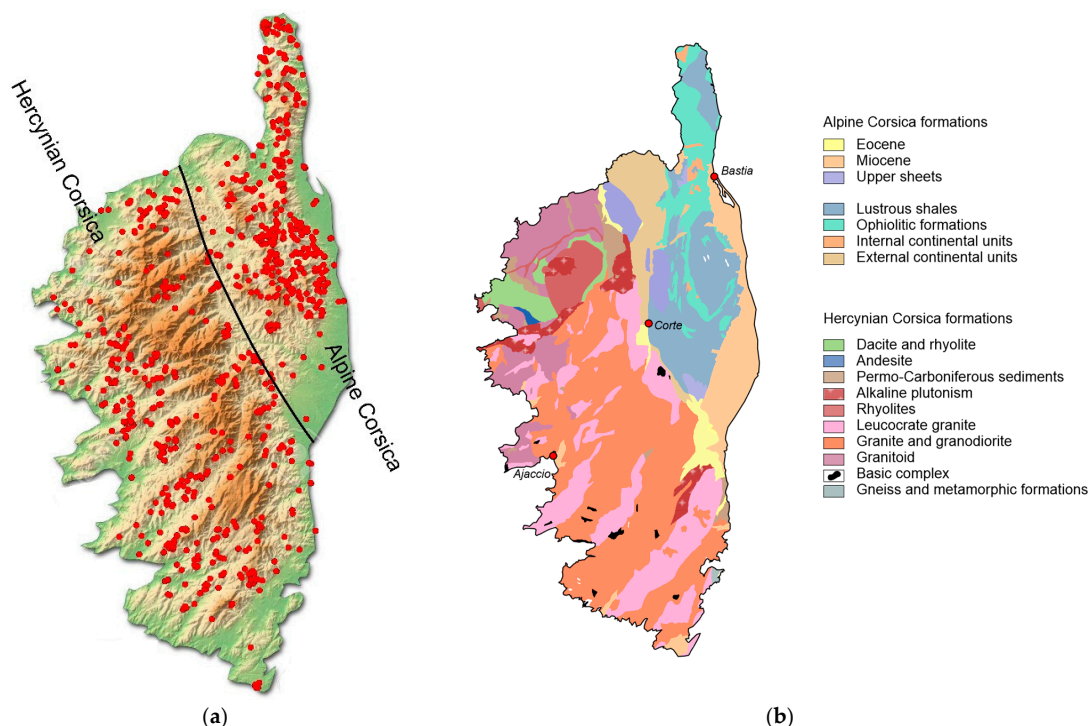 Hercynian Corsica
Alpine Corsica
(a)
Bastia
Corte
Ajaccio
Alpine Corsica formations
Eocene
Miocene
Upper sheets
Lustrous shales
Ophiolitic formations
Internal continental units
External continental units
Hercynian Corsica formations
Dacite and rhyolite
Andesite
Permo-Carboniferous sediments
Alkaline plutonism
Rhyolites
Leucocrate granite
Granite and granodiorite
Granitoid
Basic complex
Gneiss and metamorphic formations
(b)